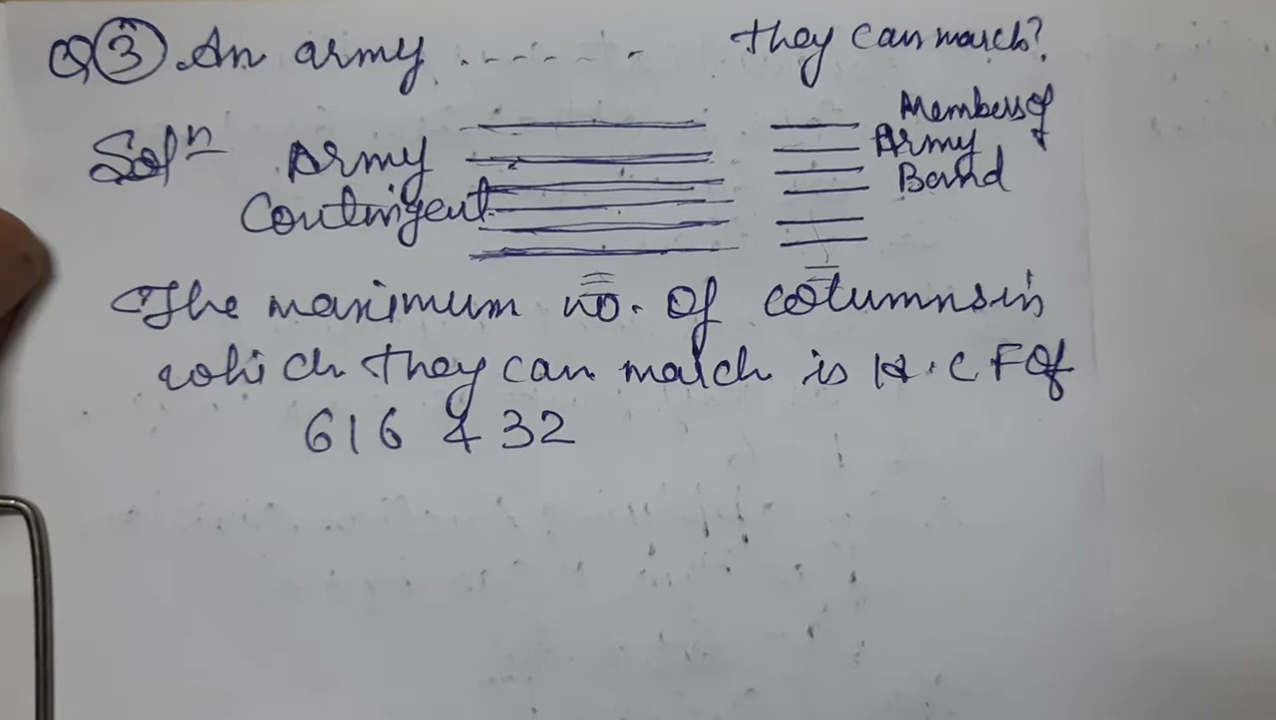 Q ③. An army ....... they can march?
Solⁿ Army Contingent Members of Army Band
The maximum no. of columns in
which they can march is H.C F Of
616 & 32